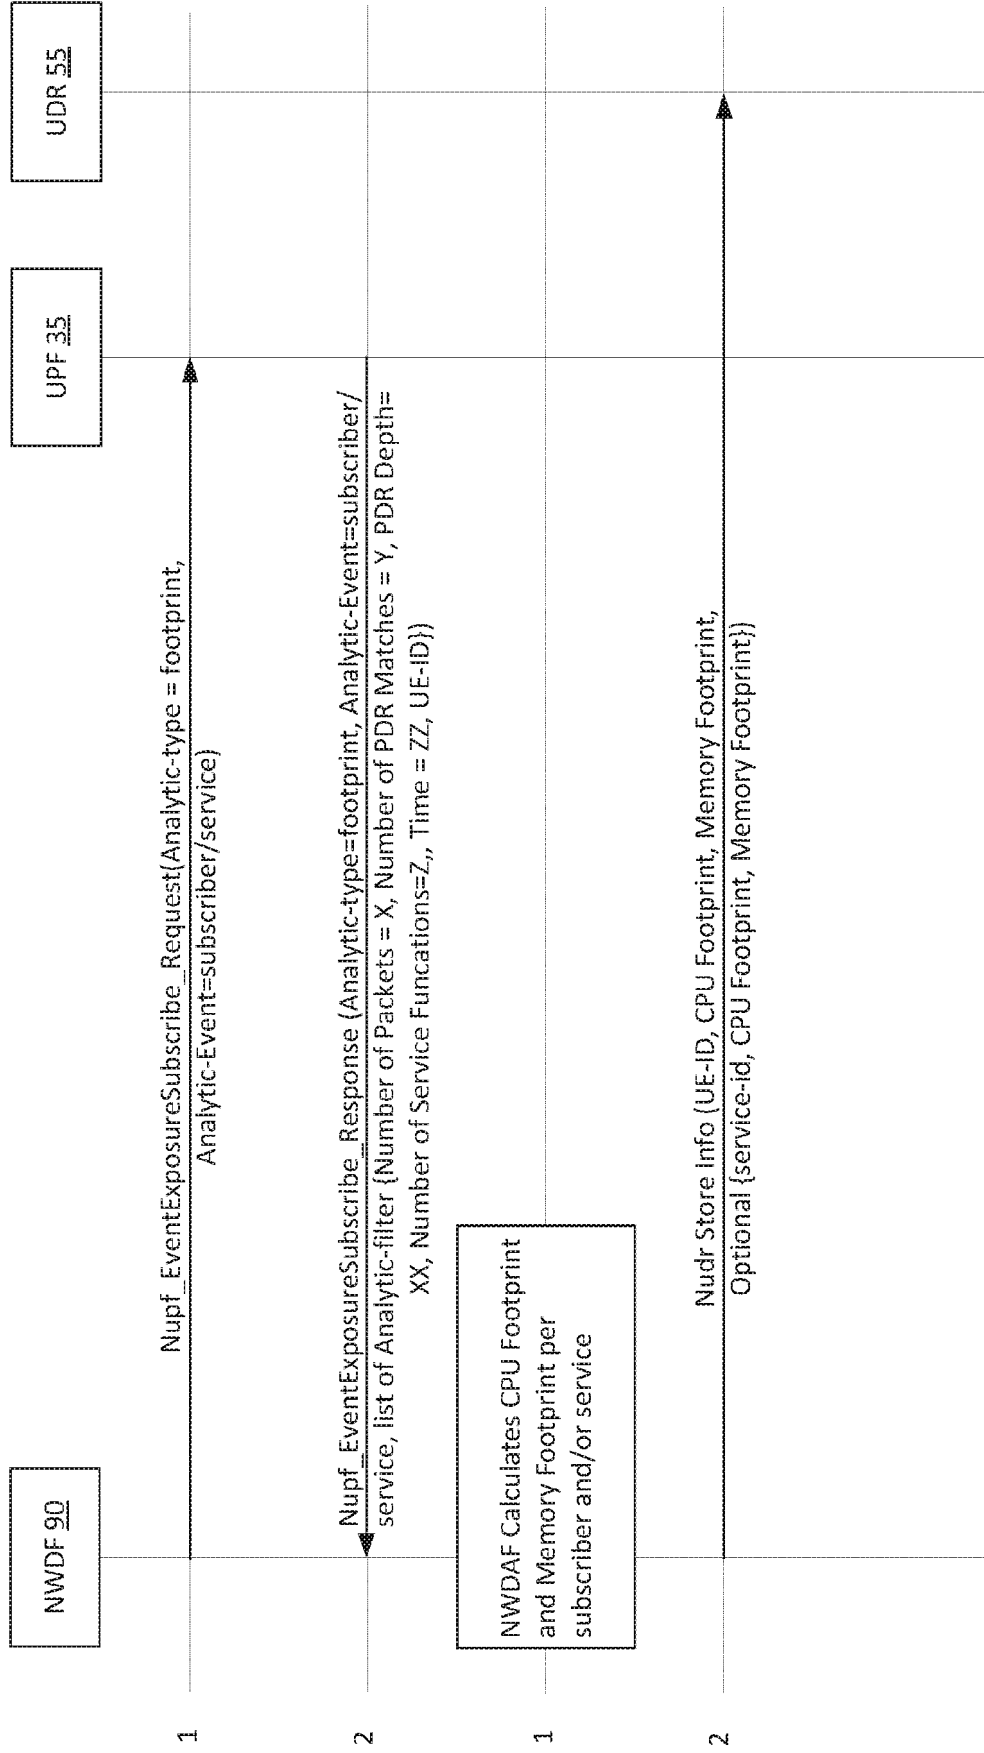 NWDF 90
UPF 35
UDR 55
1
Nupf_EventExposureSubscribe_Request(Analytic-type = footprint,
Analytic-Event=subscriber/service)
2
Nupf_EventExposureSubscribe_Response (Analytic-type=footprint, Analytic-Event=subscriber/
service, list of Analytic-filter {Number of Packets = X, Number of PDR Matches = Y, PDR Depth=
XX, Number of Service Funcations=Z,, Time = ZZ, UE-ID})
1
NWDAF Calculates CPU Footprint
and Memory Footprint per
subscriber and/or service
2
Nudr Store Info (UE-ID, CPU Footprint, Memory Footprint,
Optional {service-id, CPU Footprint, Memory Footprint})